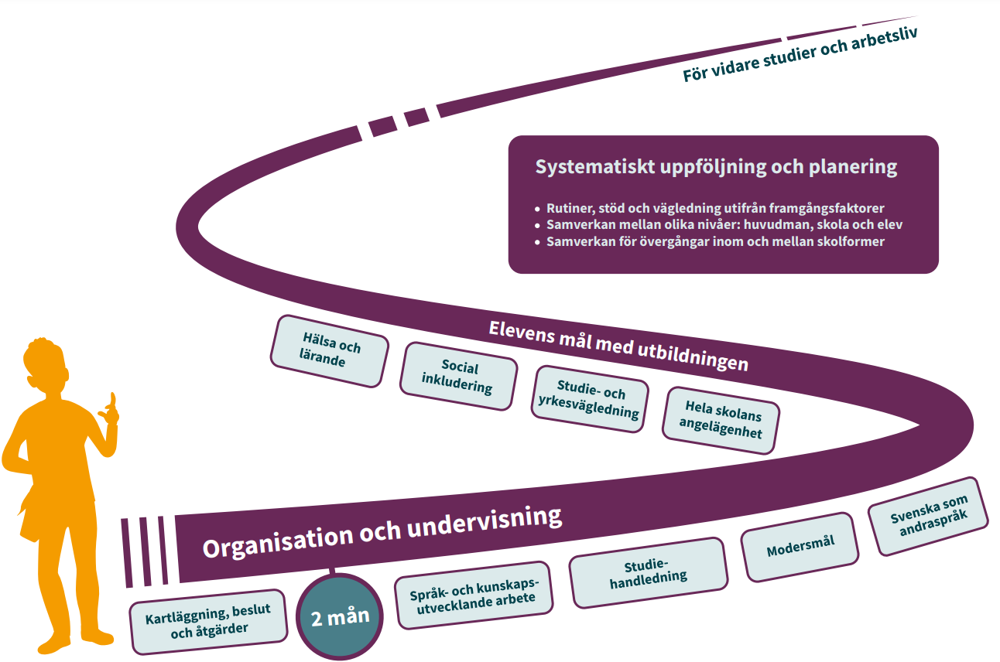 För vidare studier och arbetsliv
Systematiskt uppföljning och planering
• Rutiner, stöd och vägledning utifrån framgångsfaktorer
• Samverkan mellan olika nivåer: huvudman, skola och elev
• Samverkan för övergångar inom och mellan skolformer
Elevens mål med utbildningen
Hälsa och
lärande
Social
inkludering
Studie- och
yrkesvägledning
Hela skolans
angelägenhet
Organisation och undervisning
Kartläggning, beslut
och åtgärder
2 mån
Språk- och kunskaps-
utvecklande arbete
Studie-
handledning
Modersmål
Svenska som
andraspråk